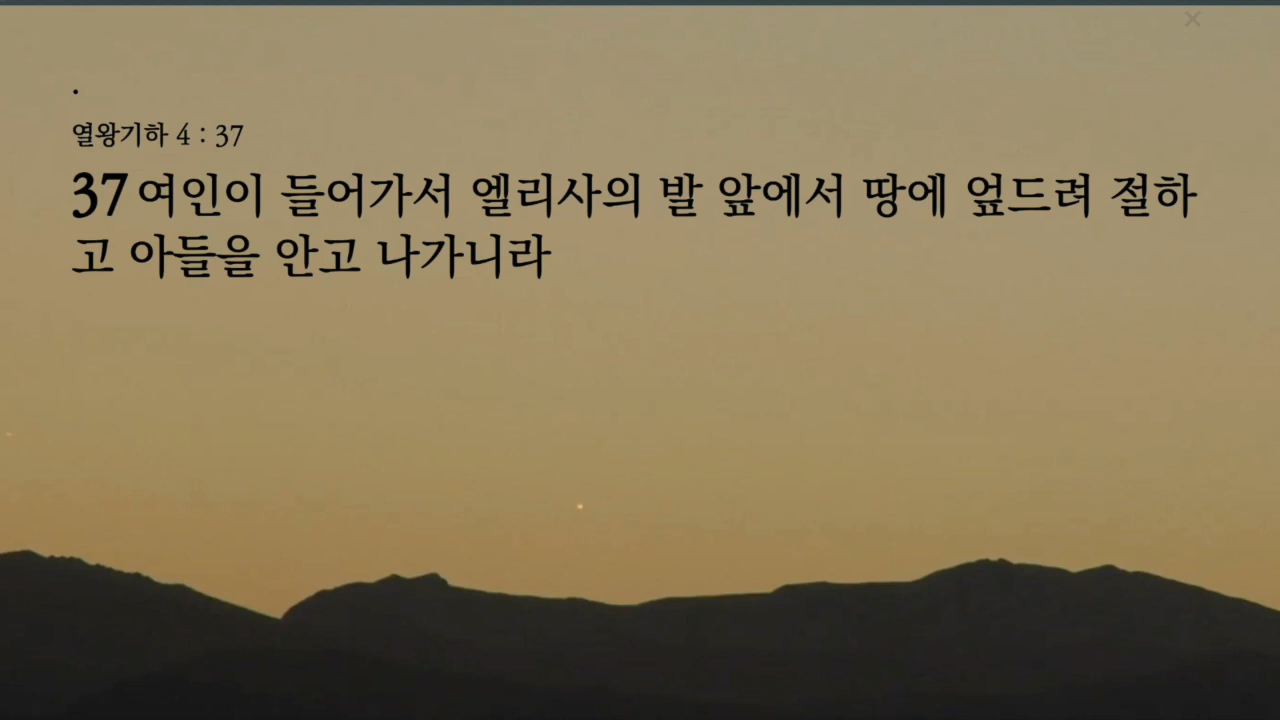 .
열왕기하 4 : 37
37 여인이 들어가서 엘리사의 발 앞에서 땅에 엎드려 절하
고 아들을 안고 나가니라